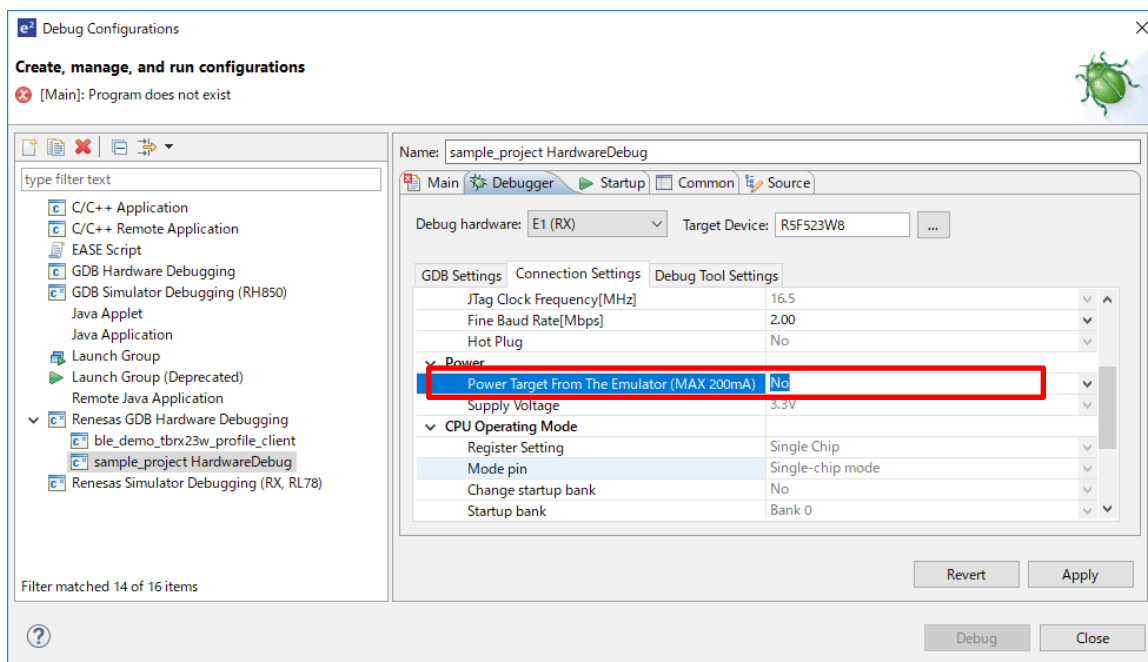 e² Debug Configurations
Create, manage, and run configurations
[Main]: Program does not exist
type filter text
C/C++ Application
C/C++ Remote Application
EASE Script
GDB Hardware Debugging
GDB Simulator Debugging (RH850)
Java Applet
Java Application
Launch Group
Launch Group (Deprecated)
Remote Java Application
Renesas GDB Hardware Debugging
ble_demo_tbrx23w_profile_client
sample_project HardwareDebug
Renesas Simulator Debugging (RX, RL78)
Filter matched 14 of 16 items
Name: sample_project HardwareDebug
Main Debugger Startup Common Source
Debug hardware: E1 (RX) Target Device: R5F523W8 ...
GDB Settings Connection Settings Debug Tool Settings
JTag Clock Frequency[MHz] 16.5
Fine Baud Rate[Mbps] 2.00
Hot Plug No
Power
Power Target From The Emulator (MAX 200mA) No
Supply Voltage 3.3V
CPU Operating Mode
Register Setting Single Chip
Mode pin Single-chip mode
Change startup bank No
Startup bank Bank 0
Revert Apply
? Debug Close